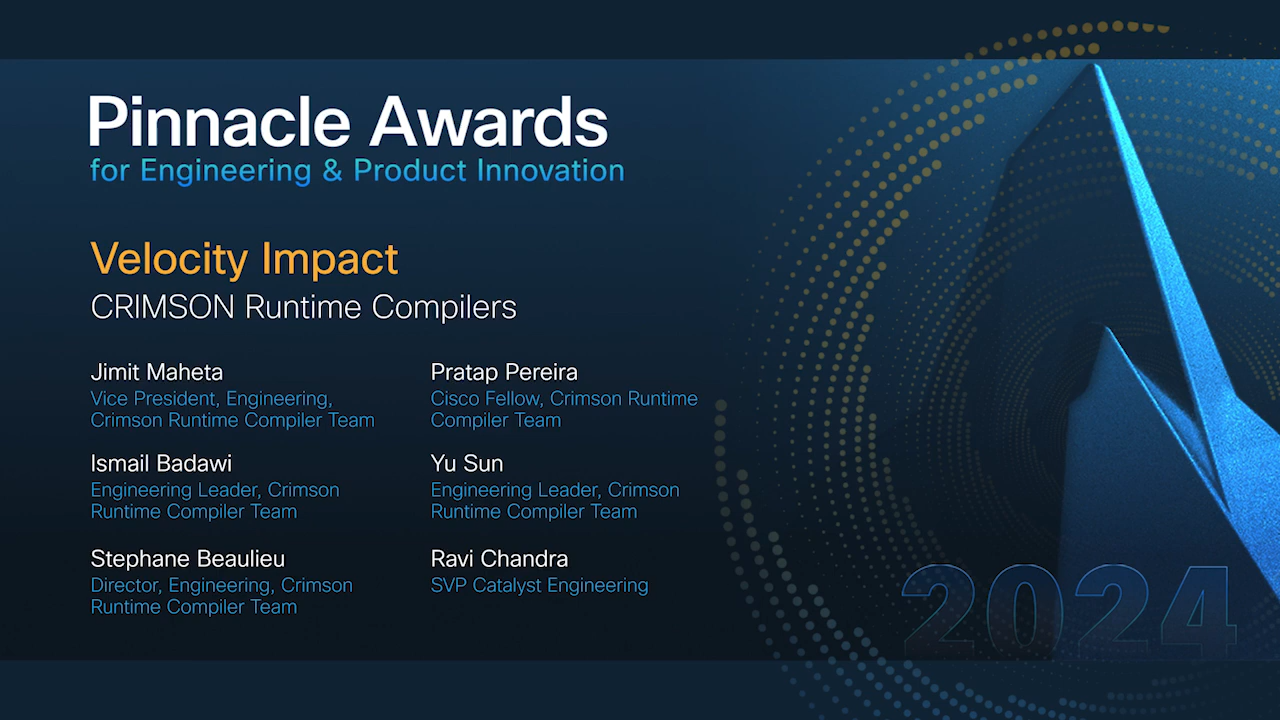 Pinnacle Awards
for Engineering & Product Innovation
Velocity Impact
CRIMSON Runtime Compilers
Jimit Maheta
Vice President, Engineering,
Crimson Runtime Compiler Team
Pratap Pereira
Cisco Fellow, Crimson Runtime
Compiler Team
Ismail Badawi
Engineering Leader, Crimson
Runtime Compiler Team
Yu Sun
Engineering Leader, Crimson
Runtime Compiler Team
Stephane Beaulieu
Director, Engineering, Crimson
Runtime Compiler Team
Ravi Chandra
SVP Catalyst Engineering
2024